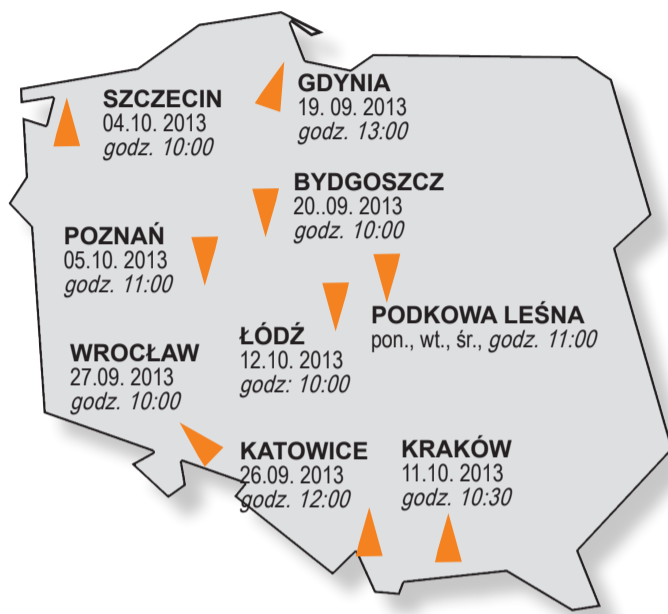 SZCZECIN
04.10. 2013
godz. 10:00
GDYNIA
19. 09. 2013
godz. 13:00
BYDGOSZCZ
20..09. 2013
godz. 10:00
POZNAŃ
05.10. 2013
godz. 11:00
PODKOWA LEŚNA
pon., wt., śr., godz. 11:00
ŁÓDŹ
12.10. 2013
godz: 10:00
WROCŁAW
27.09. 2013
godz. 10:00
KATOWICE
26.09. 2013
godz. 12:00
KRAKÓW
11.10. 2013
godz. 10:30